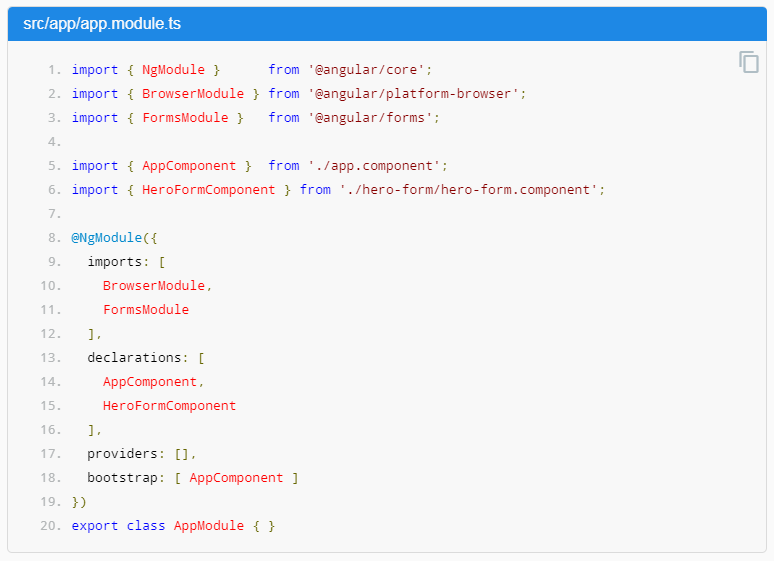 src/app/app.module.ts
1. import { NgModule }      from '@angular/core';
2. import { BrowserModule } from '@angular/platform-browser';
3. import { FormsModule }   from '@angular/forms';
4.
5. import { AppComponent }  from './app.component';
6. import { HeroFormComponent } from './hero-form/hero-form.component';
7.
8. @NgModule({
9.   imports: [
10.     BrowserModule,
11.     FormsModule
12.   ],
13.   declarations: [
14.     AppComponent,
15.     HeroFormComponent
16.   ],
17.   providers: [],
18.   bootstrap: [ AppComponent ]
19. })
20. export class AppModule { }